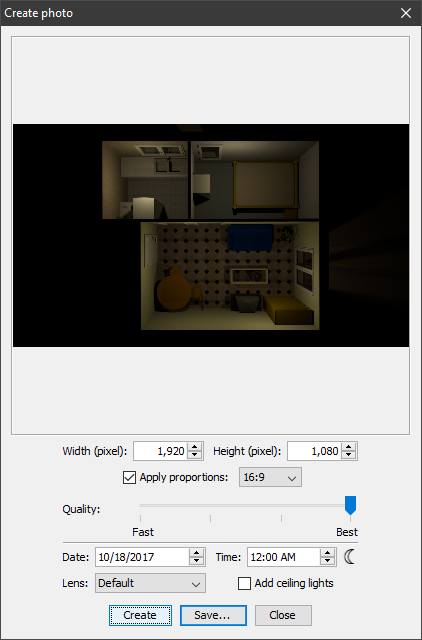 Create photo
Width (pixel): 1,920 Height (pixel): 1,080
Apply proportions: 16:9
Quality:
Fast Best
Date: 10/18/2017 Time: 12:00 AM
Lens: Default Add ceiling lights
Create Save... Close